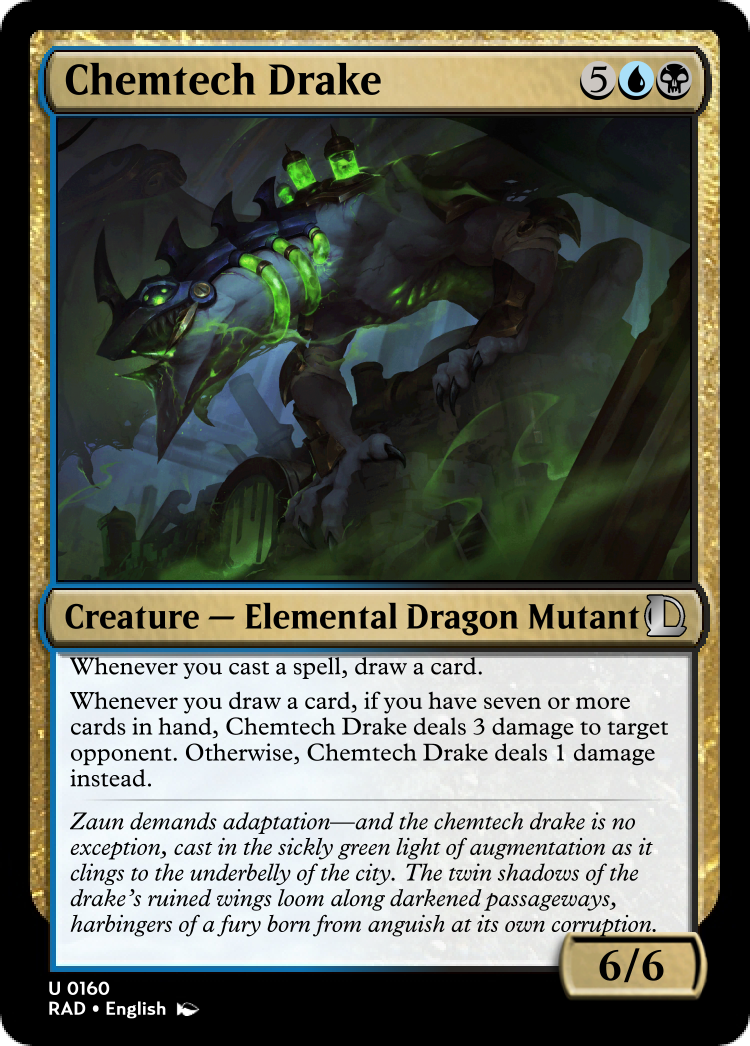 Chemtech Drake 5
Creature — Elemental Dragon Mutant
Whenever you cast a spell, draw a card.
Whenever you draw a card, if you have seven or more
cards in hand, Chemtech Drake deals 3 damage to target
opponent. Otherwise, Chemtech Drake deals 1 damage
instead.
Zaun demands adaptation—and the chemtech drake is no
exception, cast in the sickly green light of augmentation as it
clings to the underbelly of the city. The twin shadows of the
drake's ruined wings loom along darkened passageways,
harbingers of a fury born from anguish at its own corruption.
6/6
U 0160
RAD • English